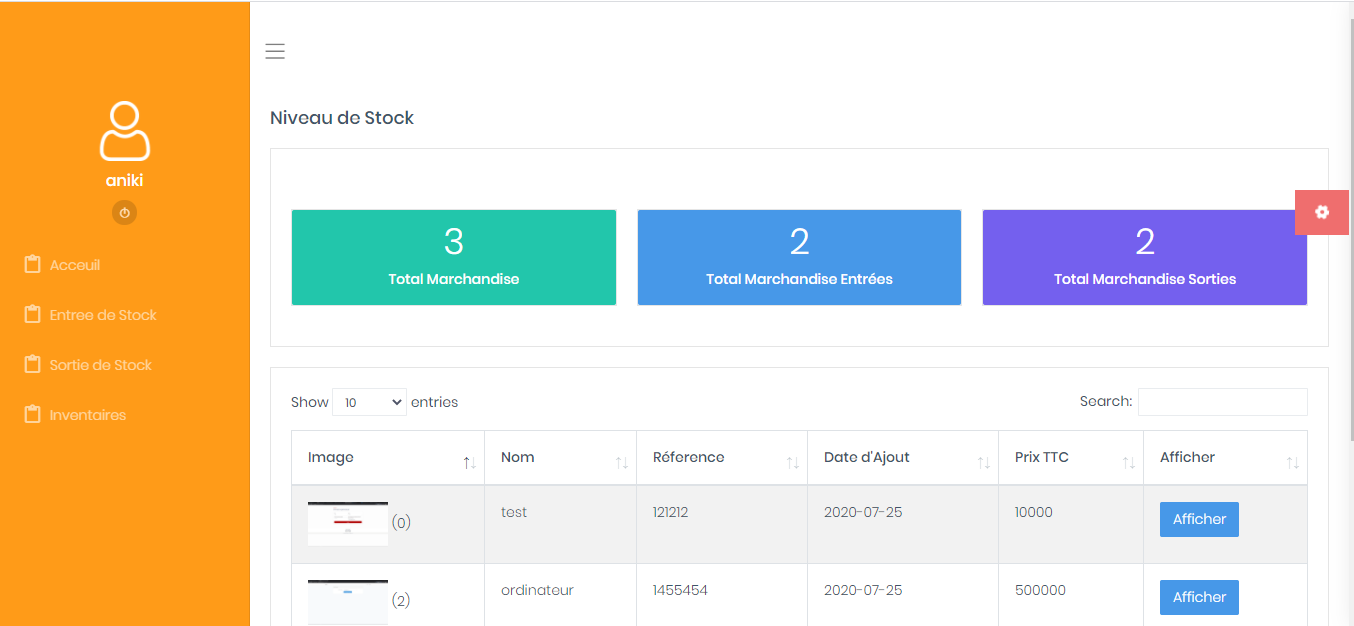 aniki
Acceuil
Entree de Stock
Sortie de Stock
Inventaires
Niveau de Stock
3
Total Marchandise
2
Total Marchandise Entrées
2
Total Marchandise Sorties
Show 10 entries
Search:
Image Nom Réference Date d'Ajout Prix TTC Afficher
(0) test 121212 2020-07-25 10000 Afficher
(2) ordinateur 1455454 2020-07-25 500000 Afficher